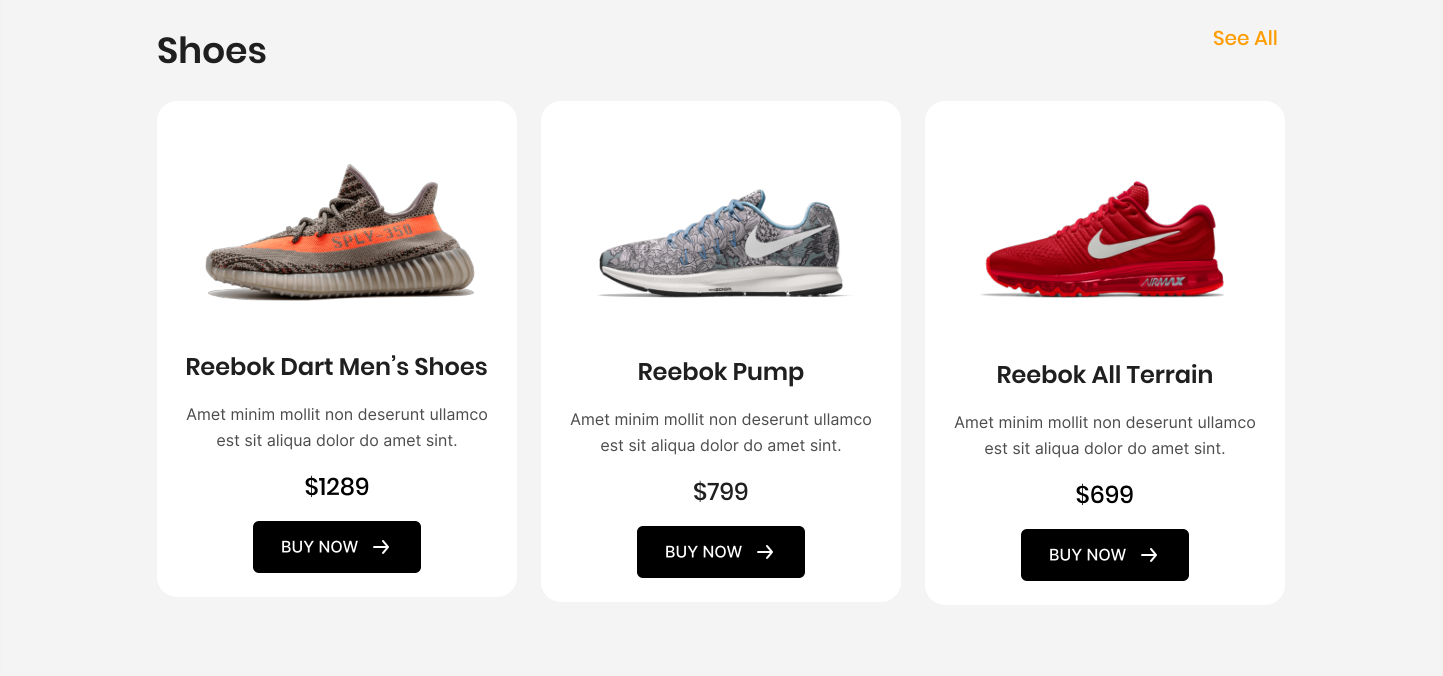 Shoes
See All
SPLY-350
ZOOM
AIRMAX
Reebok Dart Men’s Shoes
Reebok Pump
Reebok All Terrain
Amet minim mollit non deserunt ullamco
est sit aliqua dolor do amet sint.
Amet minim mollit non deserunt ullamco
est sit aliqua dolor do amet sint.
Amet minim mollit non deserunt ullamco
est sit aliqua dolor do amet sint.
$1289
$799
$699
BUY NOW
BUY NOW
BUY NOW